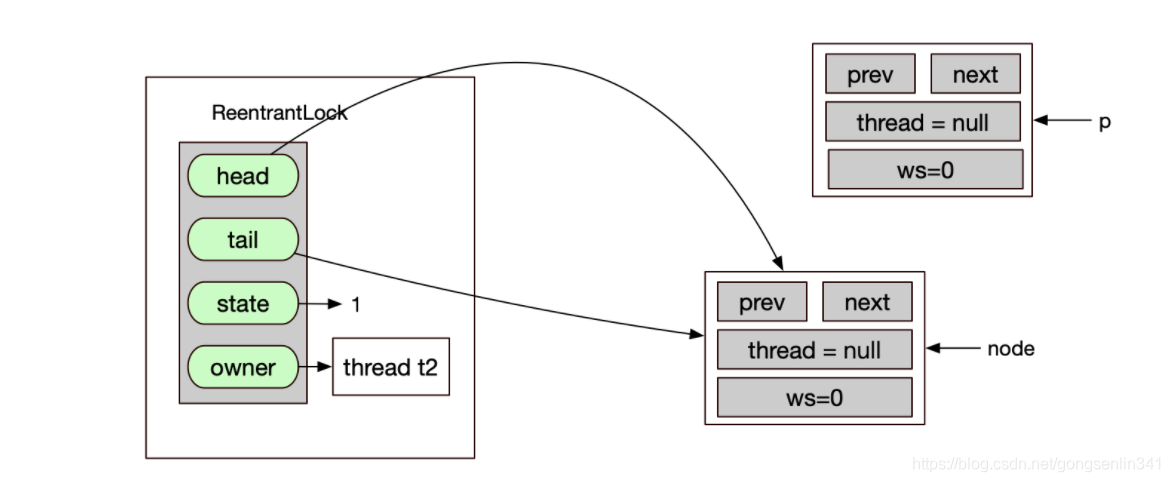 ReentrantLock
head
tail
state
1
owner
thread t2
prev
next
thread = null
p
ws=0
prev
next
thread = null
node
ws=0
https://blog.csdn.net/gongsenlin341